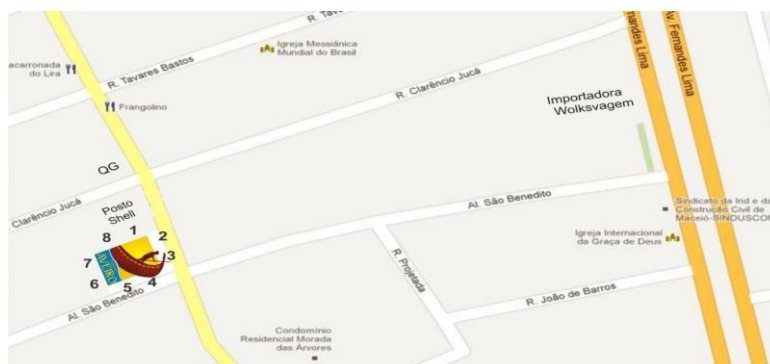 R. Tavares Bastos
R. Tav
Igreja Messiânica
Mundial do Brasil
acarronada
do Lira
Frangolino
R. Clarêncio Jucá
rnandes Lima
Av. Fernandes Lima
Importadora
Wolksvagem
QG
Clarêncio Jucá
Posto
Shell
8
1
2
3
7
AVEIRO
6
5
4
Al. São Benedito
Al. São Benedito
R. Projetada
Sindicato da Ind e da
Construção Civil de
Maceió-SINDUSCON
Igreja Internacional
da Graça de Deus
R. João de Barros
Condomínio
Residencial Morada
das Árvores